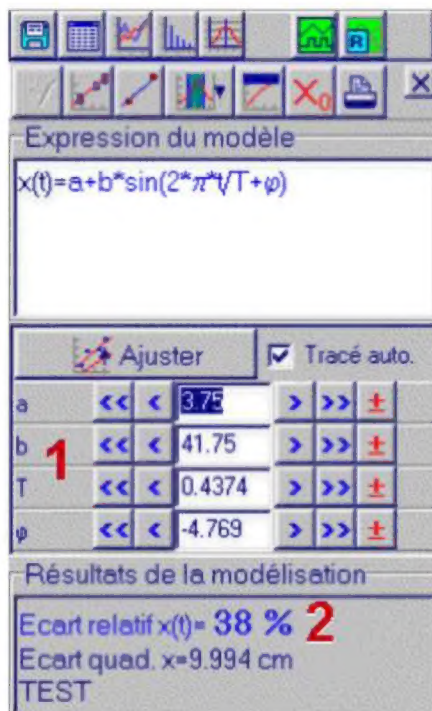 Expression du modèle
x(t)=a+b*sin(2*π*t/T+φ)
Ajuster Tracé auto.
a << < 3.75 > >> ±
b << < 41.75 > >> ±
1
T << < 0.4374 > >> ±
φ << < -4.769 > >> ±
Résultats de la modélisation
Ecart relatif x(t)= 38 % 2
Ecart quad. x=9.994 cm
TEST